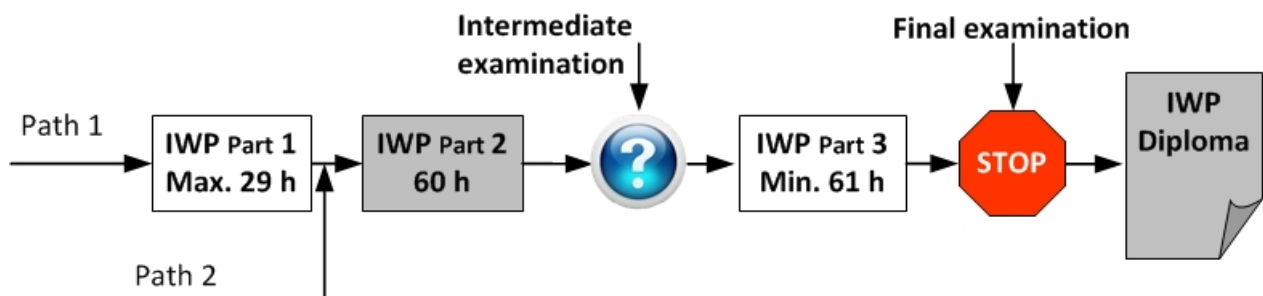 Intermediate
examination
Final examination
Path 1
IWP Part 1
Max. 29 h
IWP Part 2
60 h
?
IWP Part 3
Min. 61 h
STOP
IWP
Diploma
Path 2